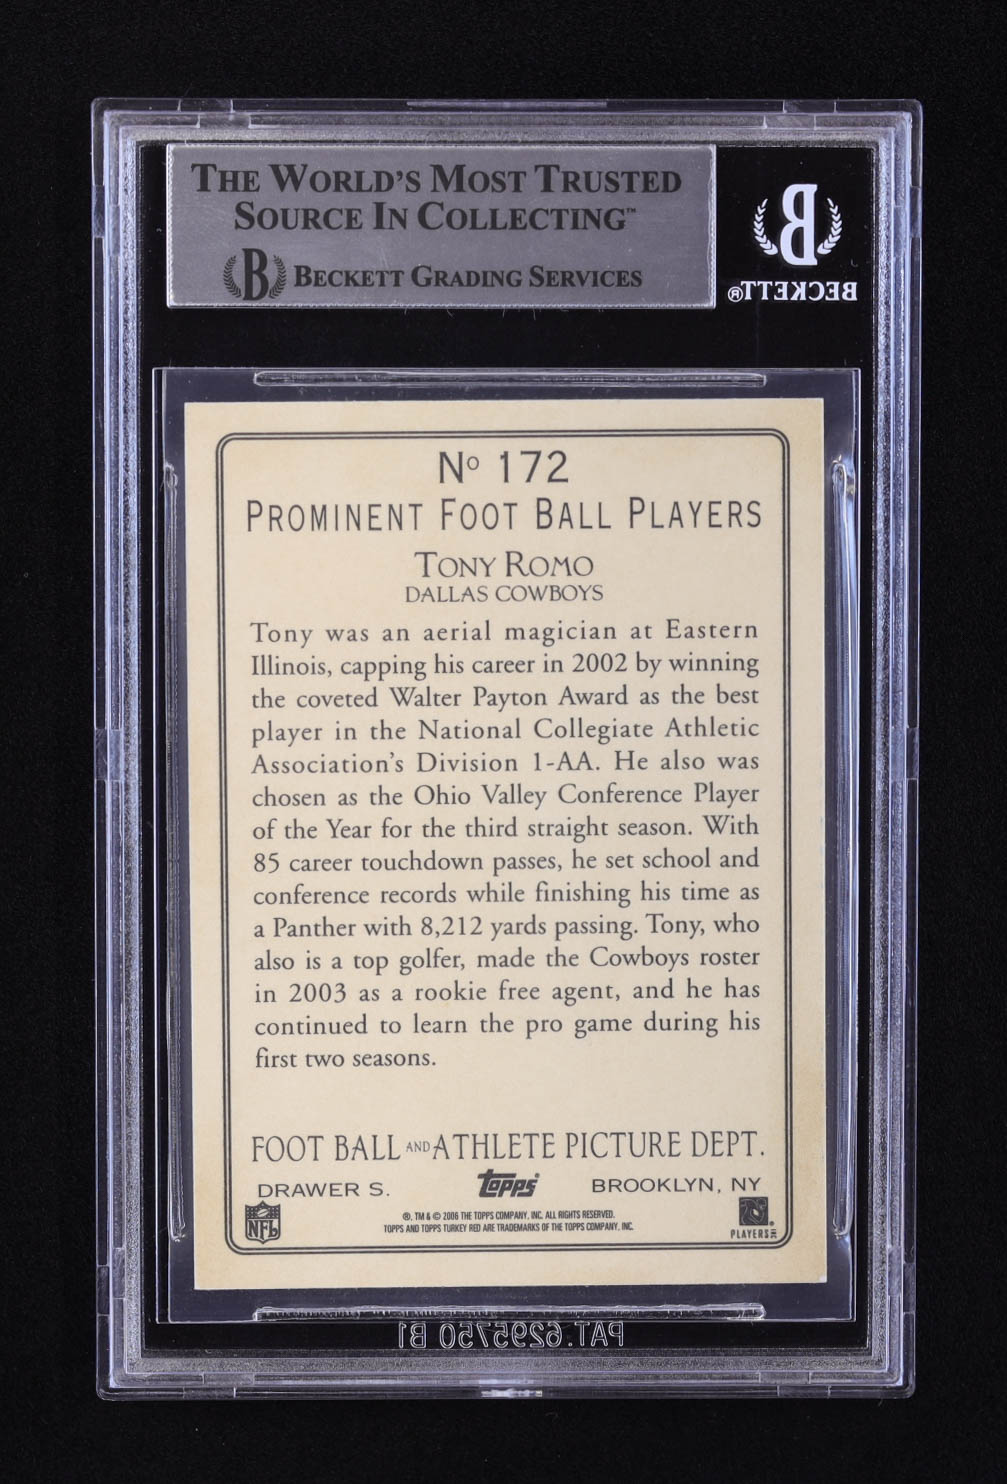 THE WORLD'S MOST TRUSTED
SOURCE IN COLLECTING™
B BECKETT GRADING SERVICES
B
BECKETT®
Nº 172
PROMINENT FOOT BALL PLAYERS
TONY ROMO
DALLAS COWBOYS
Tony was an aerial magician at Eastern
Illinois, capping his career in 2002 by winning
the coveted Walter Payton Award as the best
player in the National Collegiate Athletic
Association's Division 1-AA. He also was
chosen as the Ohio Valley Conference Player
of the Year for the third straight season. With
85 career touchdown passes, he set school and
conference records while finishing his time as
a Panther with 8,212 yards passing. Tony, who
also is a top golfer, made the Cowboys roster
in 2003 as a rookie free agent, and he has
continued to learn the pro game during his
first two seasons.
FOOT BALL AND ATHLETE PICTURE DEPT.
DRAWER S. Topps BROOKLYN, NY
®, TM & © 2006 THE TOPPS COMPANY, INC. ALL RIGHTS RESERVED.
TOPPS AND TOPPS TURKEY RED ARE TRADEMARKS OF THE TOPPS COMPANY, INC.
NFL
PLAYERS INC
PAT.6295750 B1